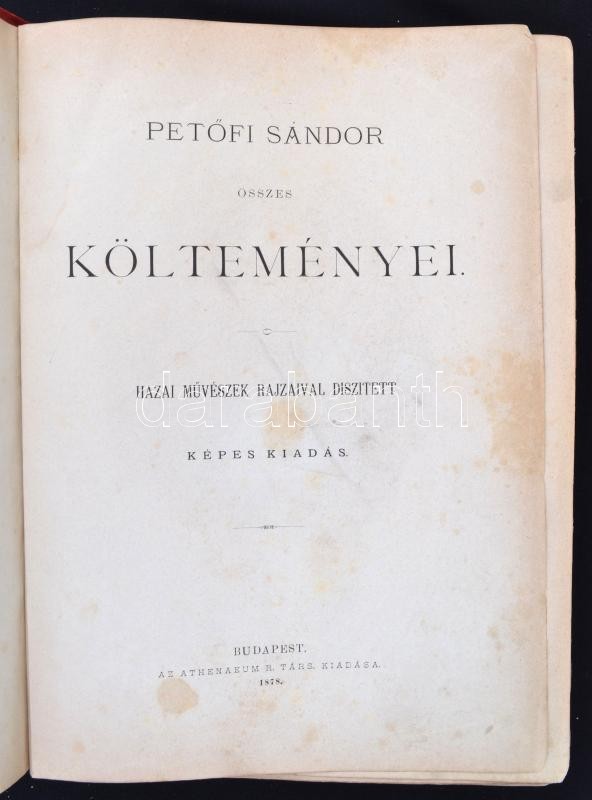 PETŐFI SÁNDOR
ÖSSZES
KÖLTEMÉNYEI.
HAZAI MŰVÉSZEK RAJZAIVAL DISZITETT
darabanth
KÉPES KIADÁS.
BUDAPEST.
AZ ATHENAEUM R. TÁRS. KIADÁSA.
1878.